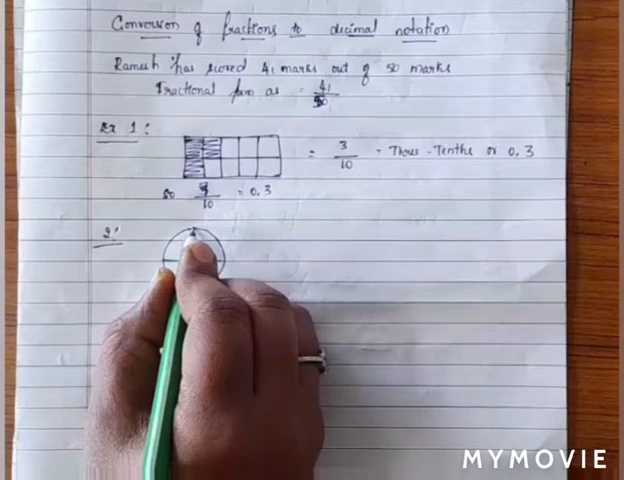 Conversion of fractions to decimal notation
Ramesh has scored 41 marks out of 50 marks
Fractional form as = 41/50
Ex 1:
= 3/10 = Three-Tenths or 0.3
so 3/10 = 0.3
2:
MYMOVIE